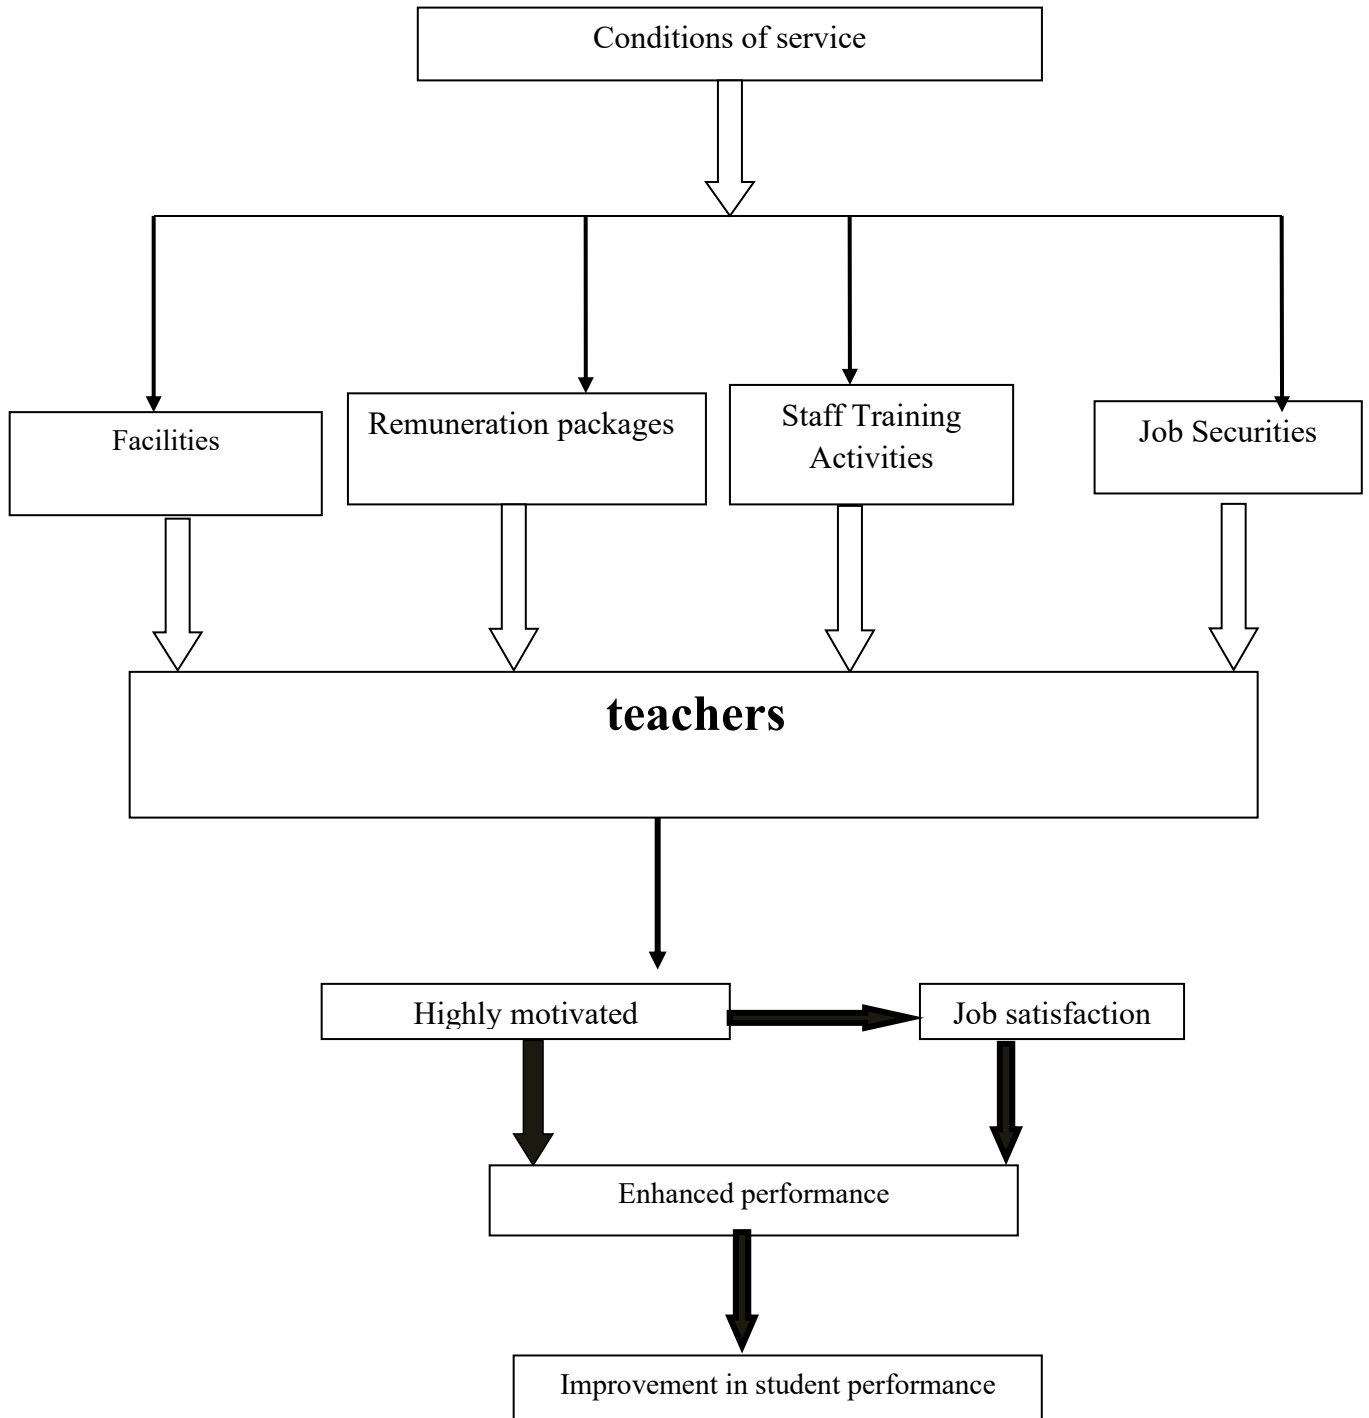 Conditions of service
Facilities
Remuneration packages
Staff Training
Activities
Job Securities
teachers
Highly motivated
Job satisfaction
Enhanced performance
Improvement in student performance